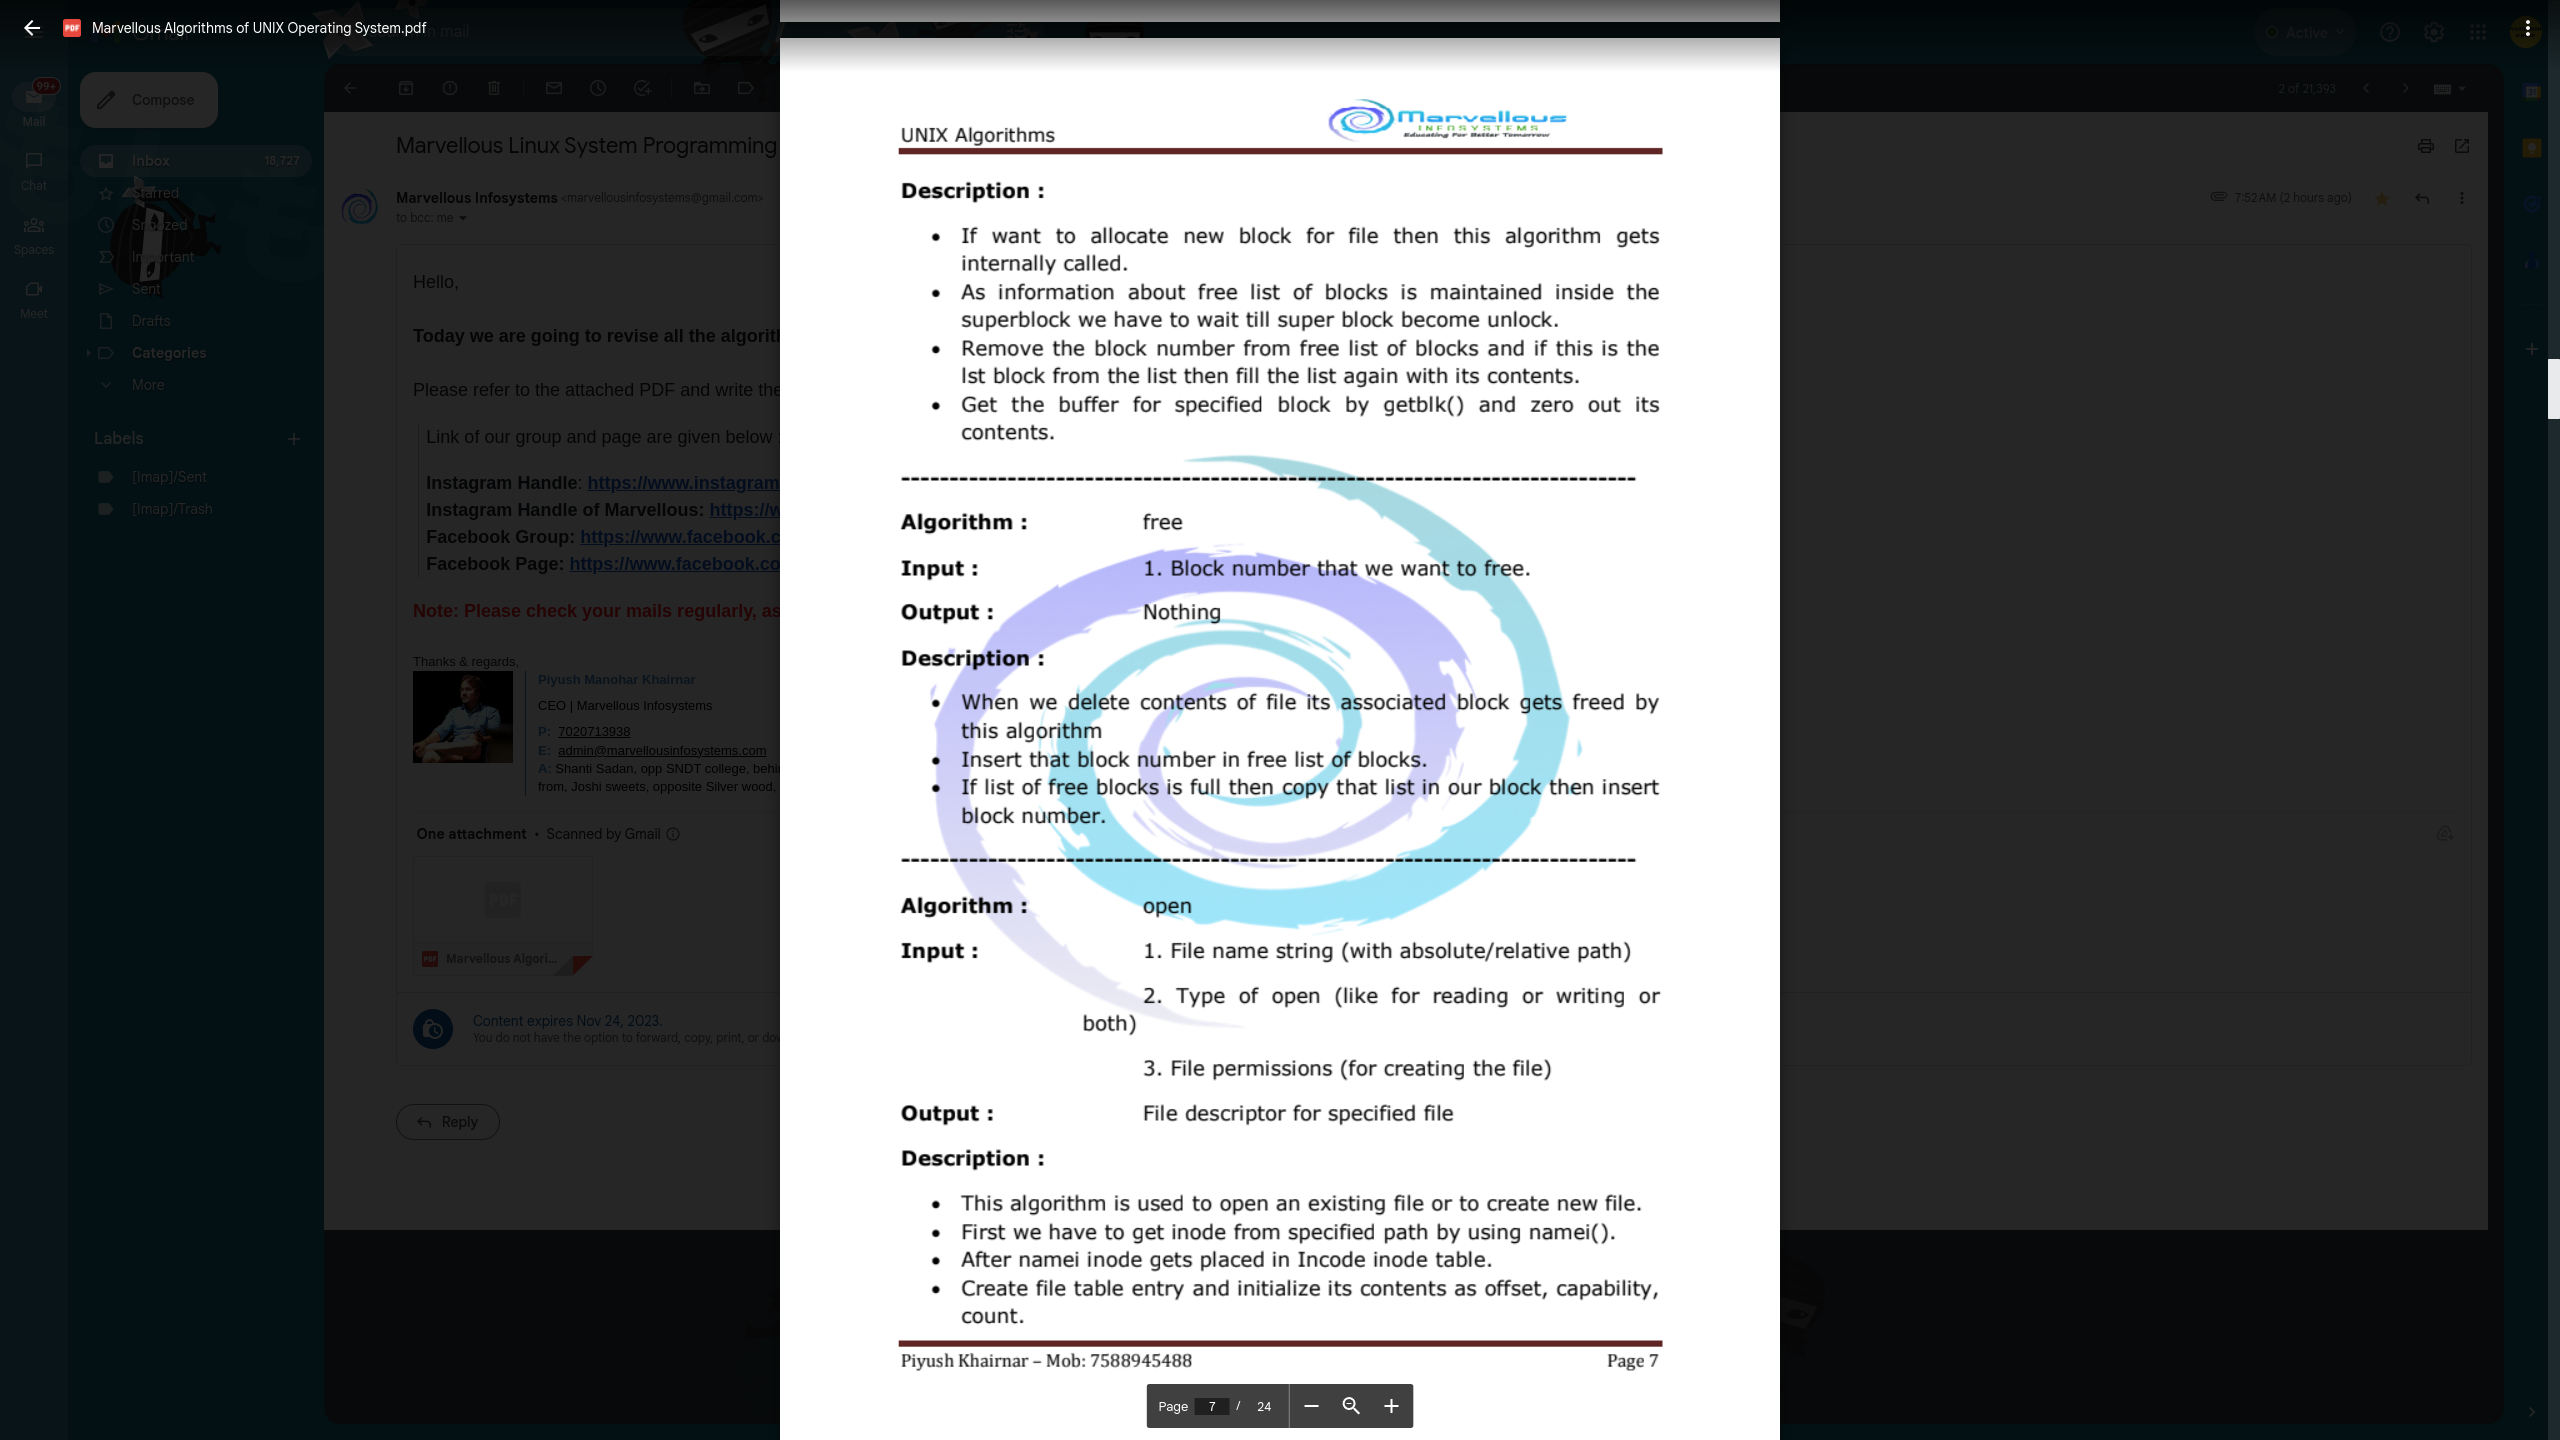 Marvellous Algorithms of UNIX Operating System.pdf
in mail
Active
99+
Compose
2 of 21,393
Mail
Inbox 18,727
Chat
Starred
Snoozed
Spaces
Important
Sent
Meet
Drafts
Categories
More
Labels
[Imap]/Sent
[Imap]/Trash
Marvellous Linux System Programming
Marvellous Infosystems <marvellousinfosystems@gmail.com>
to bcc: me
7:52AM (2 hours ago)
Hello,
Today we are going to revise all the algorith
Please refer to the attached PDF and write the
Link of our group and page are given below :
Instagram Handle: https://www.instagram
Instagram Handle of Marvellous: https://w
Facebook Group: https://www.facebook.c
Facebook Page: https://www.facebook.co
Note: Please check your mails regularly, as
Thanks & regards,
Piyush Manohar Khairnar
CEO | Marvellous Infosystems
P: 7020713938
E: admin@marvellousinfosystems.com
A: Shanti Sadan, opp SNDT college, behi
from, Joshi sweets, opposite Silver wood,
One attachment • Scanned by Gmail
PDF
PDF Marvellous Algori...
Content expires Nov 24, 2023.
You do not have the option to forward, copy, print, or dow
Reply
UNIX Algorithms
Marvellous
INFOSYSTEMS
Educating For Better Tomorrow
Description :
• If want to allocate new block for file then this algorithm gets
internally called.
• As information about free list of blocks is maintained inside the
superblock we have to wait till super block become unlock.
• Remove the block number from free list of blocks and if this is the
lst block from the list then fill the list again with its contents.
• Get the buffer for specified block by getblk() and zero out its
contents.
--------------------------------------------------------------------------
Algorithm : free
Input : 1. Block number that we want to free.
Output : Nothing
Description :
• When we delete contents of file its associated block gets freed by
this algorithm
• Insert that block number in free list of blocks.
• If list of free blocks is full then copy that list in our block then insert
block number.
--------------------------------------------------------------------------
Algorithm : open
Input : 1. File name string (with absolute/relative path)
2. Type of open (like for reading or writing or
both)
3. File permissions (for creating the file)
Output : File descriptor for specified file
Description :
• This algorithm is used to open an existing file or to create new file.
• First we have to get inode from specified path by using namei().
• After namei inode gets placed in Incode inode table.
• Create file table entry and initialize its contents as offset, capability,
count.
Piyush Khairnar – Mob: 7588945488 Page 7
Page 7 / 24